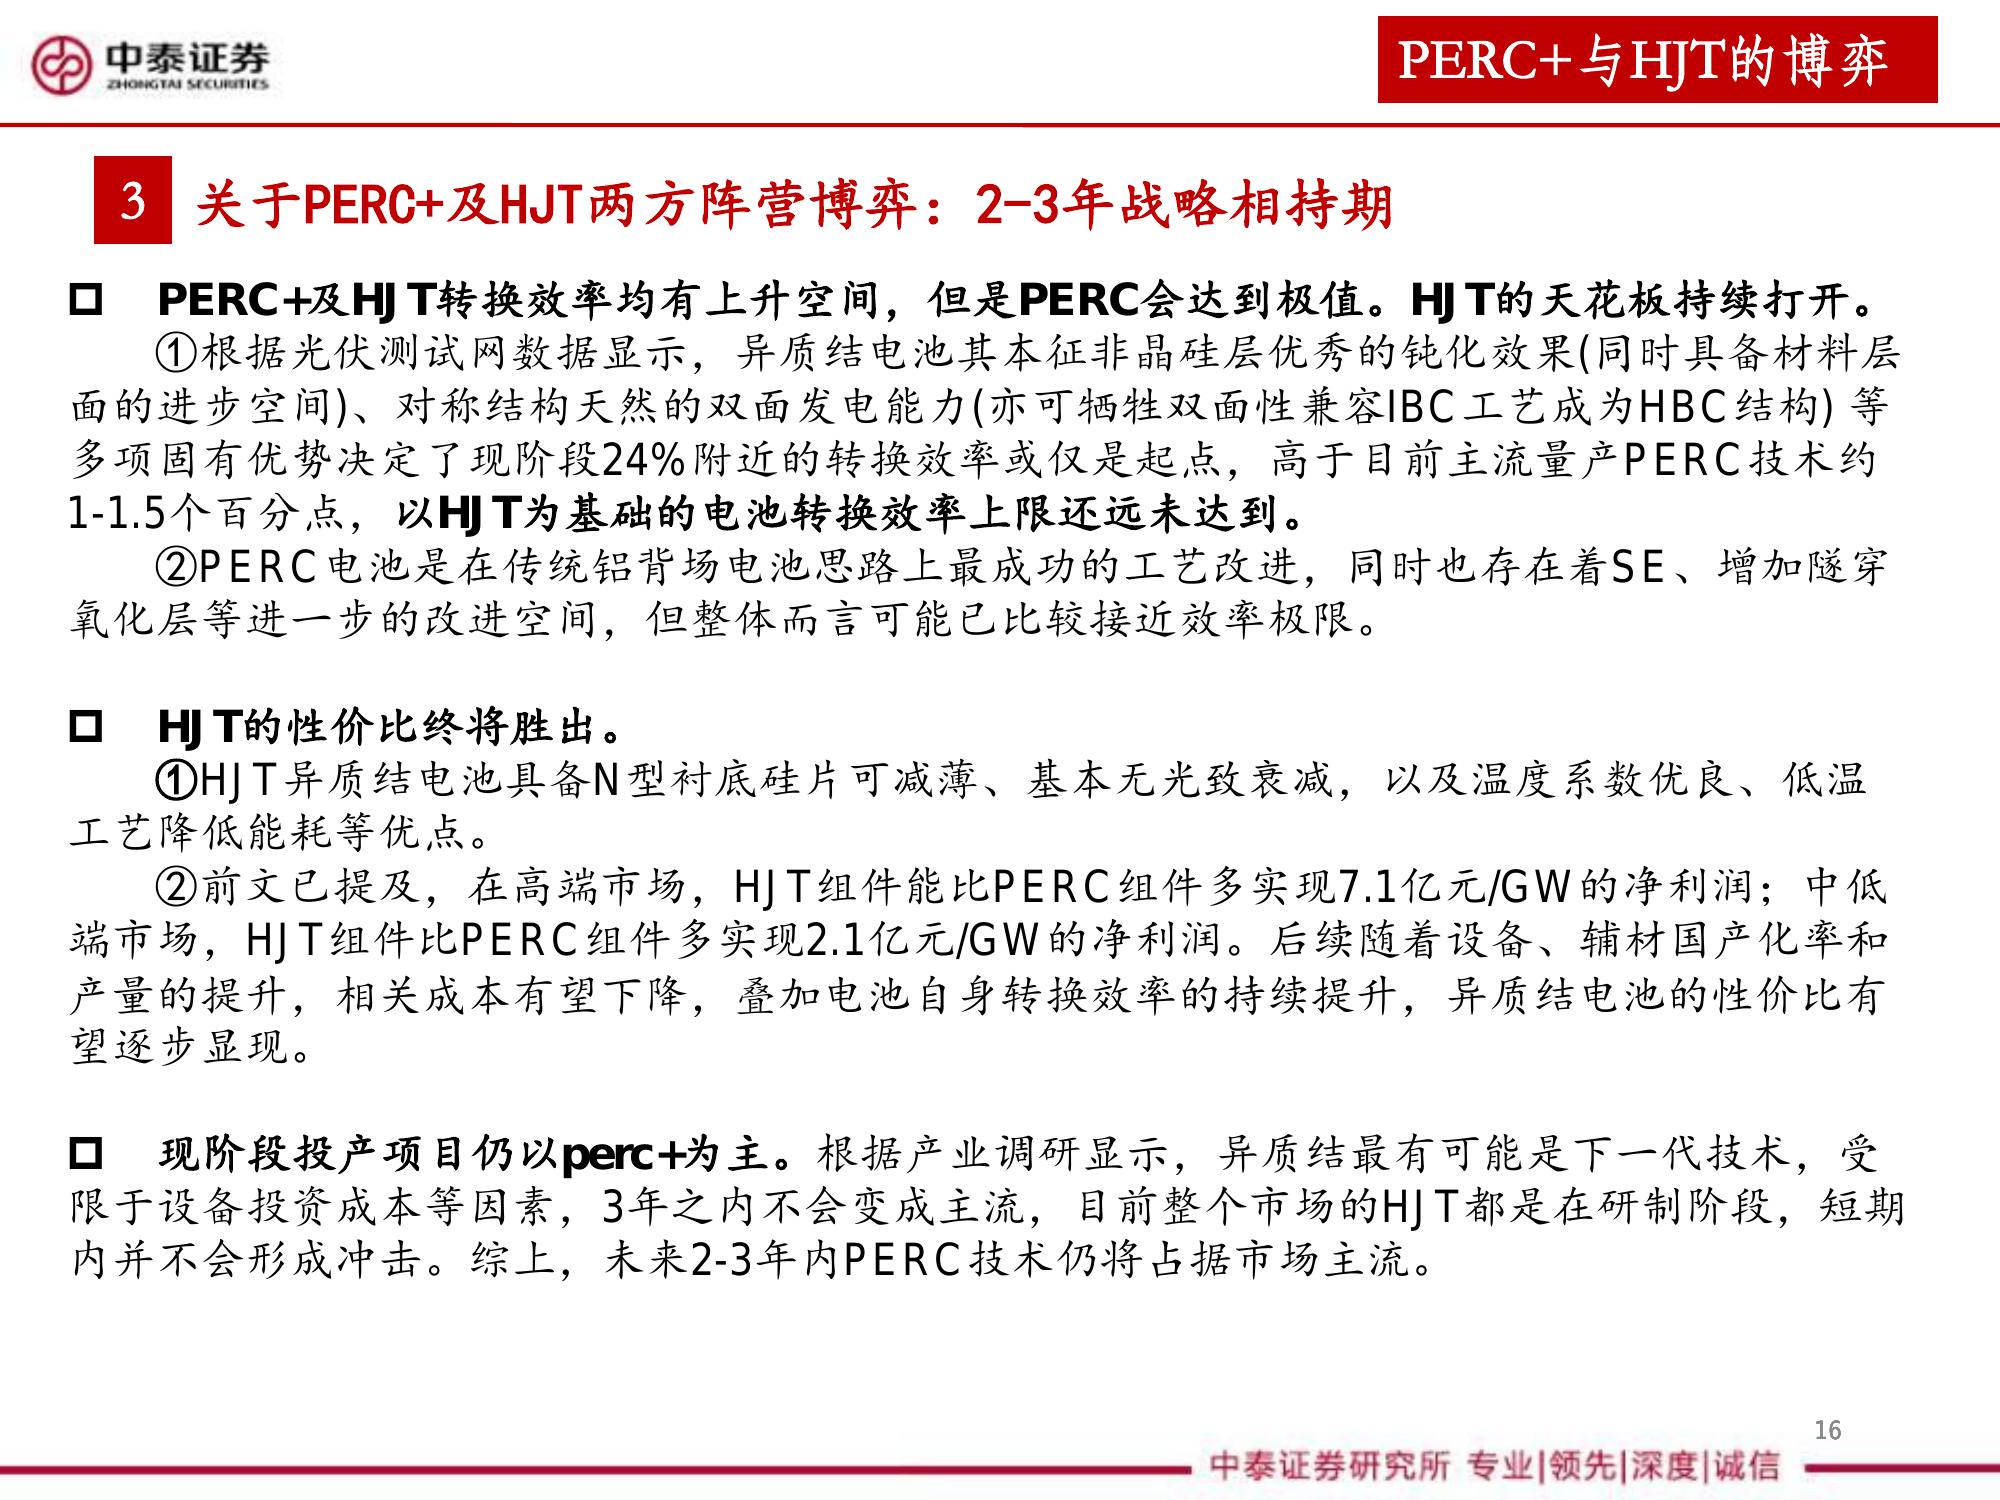 中泰证券
ZHONGTAI SECURITIES
PERC+与HJT的博弈
3 关于PERC+及HJT两方阵营博弈：2-3年战略相持期
PERC+及HJT转换效率均有上升空间，但是PERC会达到极值。HJT的天花板持续打开。
①根据光伏测试网数据显示，异质结电池其本征非晶硅层优秀的钝化效果(同时具备材料层
面的进步空间)、对称结构天然的双面发电能力(亦可牺牲双面性兼容IBC工艺成为HBC结构) 等
多项固有优势决定了现阶段24%附近的转换效率或仅是起点，高于目前主流量产PERC技术约
1-1.5个百分点，以HJT为基础的电池转换效率上限还远未达到。
②PERC电池是在传统铝背场电池思路上最成功的工艺改进，同时也存在着SE、增加隧穿
氧化层等进一步的改进空间，但整体而言可能已比较接近效率极限。
HJT的性价比终将胜出。
①HJT异质结电池具备N型衬底硅片可减薄、基本无光致衰减，以及温度系数优良、低温
工艺降低能耗等优点。
②前文已提及，在高端市场，HJT组件能比PERC组件多实现7.1亿元/GW的净利润；中低
端市场，HJT组件比PERC组件多实现2.1亿元/GW的净利润。后续随着设备、辅材国产化率和
产量的提升，相关成本有望下降，叠加电池自身转换效率的持续提升，异质结电池的性价比有
望逐步显现。
现阶段投产项目仍以perc+为主。根据产业调研显示，异质结最有可能是下一代技术，受
限于设备投资成本等因素，3年之内不会变成主流，目前整个市场的HJT都是在研制阶段，短期
内并不会形成冲击。综上，未来2-3年内PERC技术仍将占据市场主流。
16
中泰证券研究所 专业|领先|深度|诚信